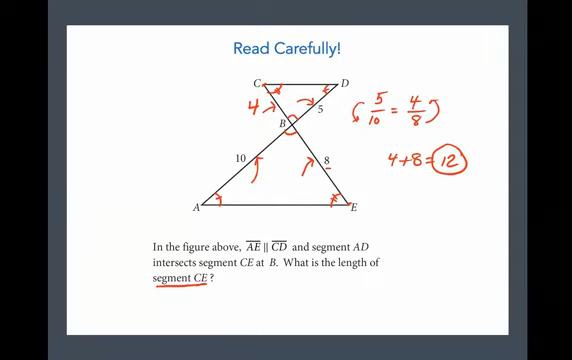 Read Carefully!
C D
4 5
B
10 8
A E
5/10 = 4/8
4+8=12
In the figure above, AE || CD and segment AD
intersects segment CE at B. What is the length of
segment CE ?